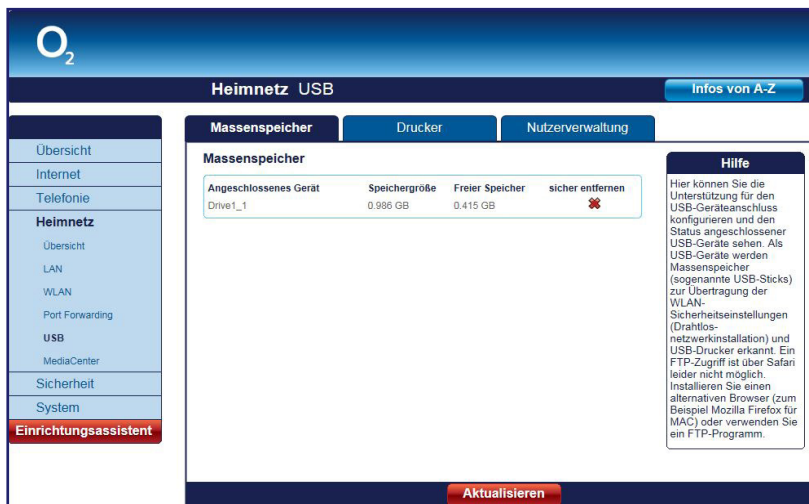 O2
Heimnetz USB
Infos von A-Z
Übersicht
Internet
Telefonie
Heimnetz
Übersicht
LAN
WLAN
Port Forwarding
USB
MediaCenter
Sicherheit
System
Einrichtungsassistent
Massenspeicher Drucker Nutzerverwaltung
Massenspeicher
Angeschlossenes Gerät Speichergröße Freier Speicher sicher entfernen
Drive1_1 0.986 GB 0.415 GB
Hilfe
Hier können Sie die
Unterstützung für den
USB-Geräteanschluss
konfigurieren und den
Status angeschlossener
USB-Geräte sehen. Als
USB-Geräte werden
Massenspeicher
(sogenannte USB-Sticks)
zur Übertragung der
WLAN-
Sicherheitseinstellungen
(Drahtlos-
netzwerkinstallation) und
USB-Drucker erkannt. Ein
FTP-Zugriff ist über Safari
leider nicht möglich.
Installieren Sie einen
alternativen Browser (zum
Beispiel Mozilla Firefox für
MAC) oder verwenden Sie
ein FTP-Programm.
Aktualisieren